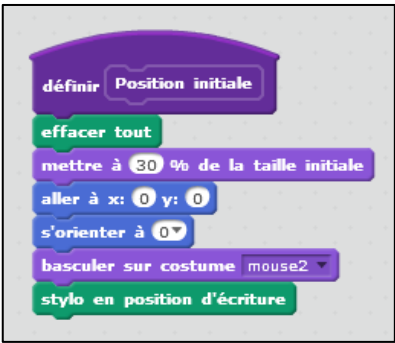 définir Position initiale
effacer tout
mettre à 30 % de la taille initiale
aller à x: 0 y: 0
s'orienter à 0
basculer sur costume mouse2
stylo en position d'écriture